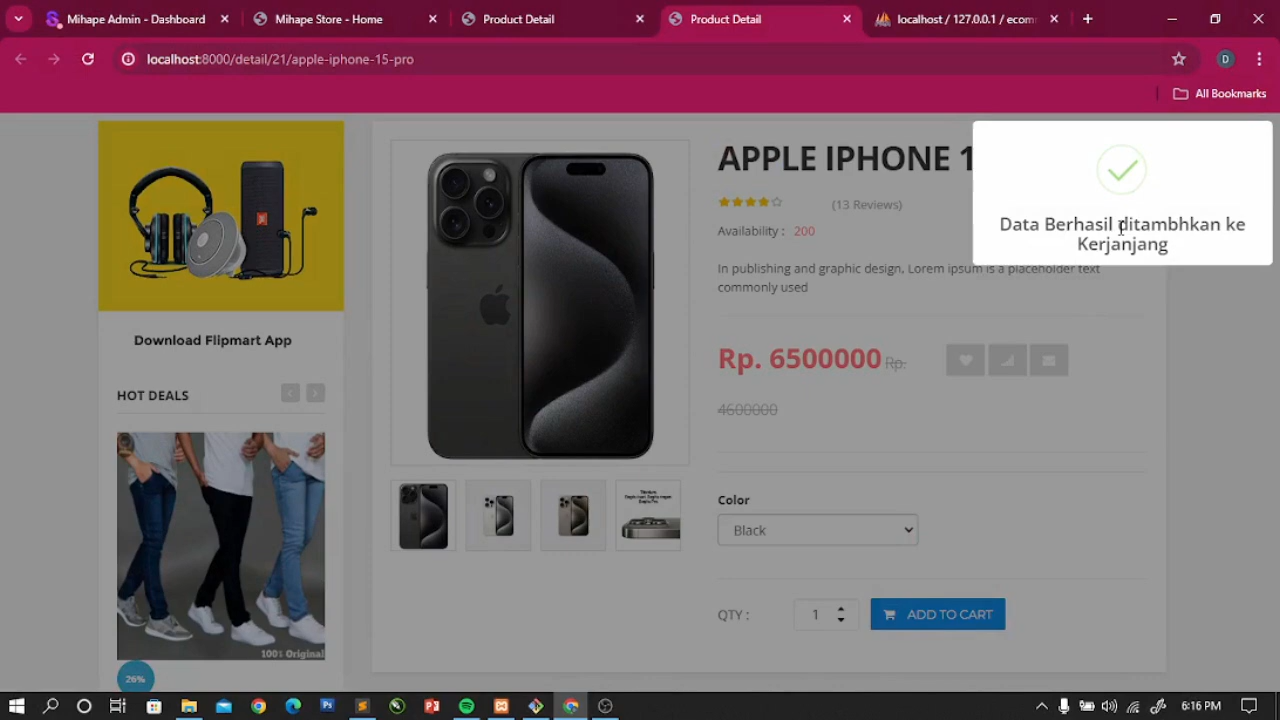 Mihape Admin - Dashboard
Mihape Store - Home
Product Detail
Product Detail
localhost / 127.0.0.1 / ecom
localhost:8000/detail/21/apple-iphone-15-pro
D
All Bookmarks
Download Flipmart App
HOT DEALS
100% Original
26%
APPLE IPHONE 1
(13 Reviews)
Availability : 200
In publishing and graphic design, Lorem ipsum is a placeholder text
commonly used
Data Berhasil ditambhkan ke
Kerjanjang
Rp. 6500000 Rp.
4600000
Color
Black
QTY : 1 ADD TO CART
6:16 PM